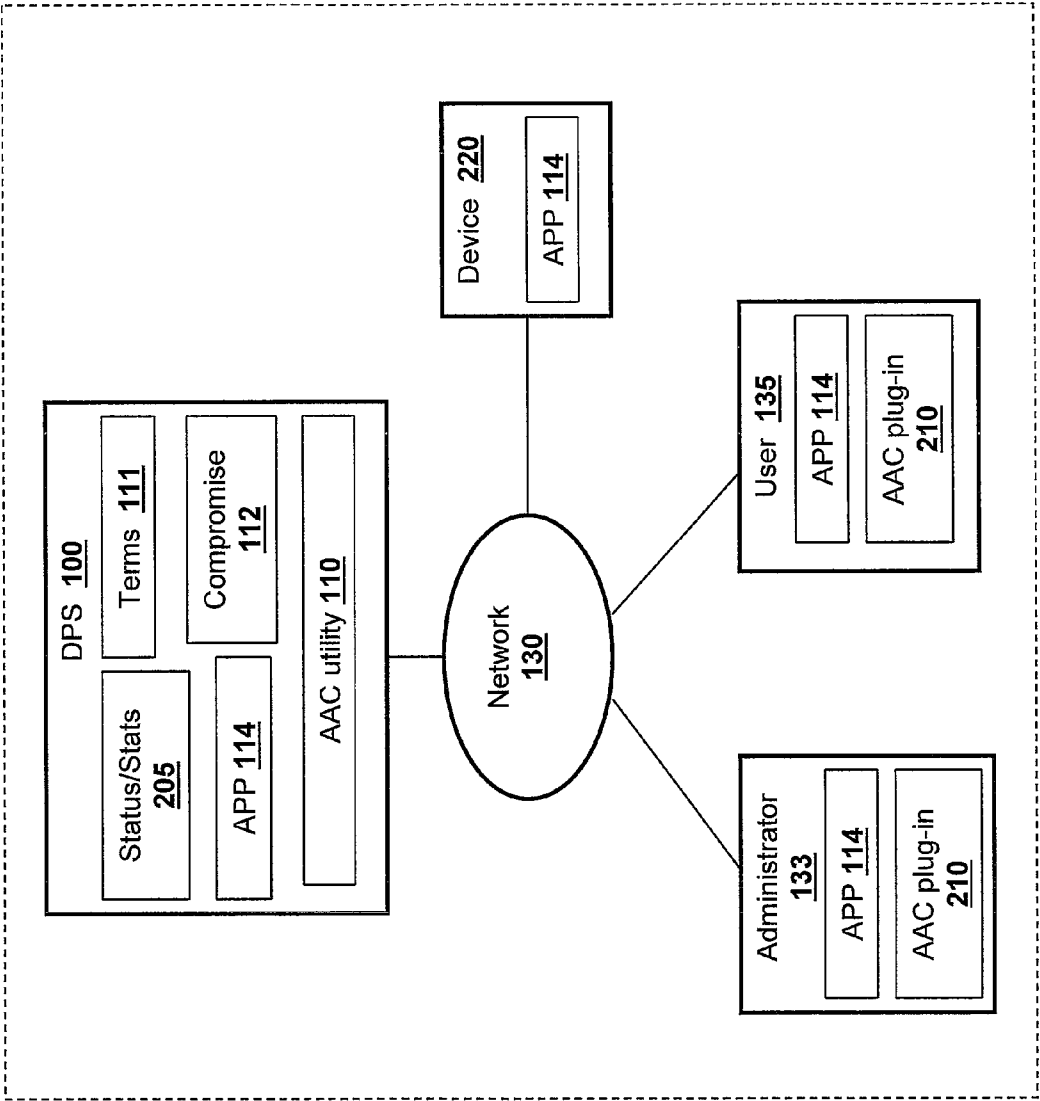 DPS 100
Status/Stats
205
Terms 111
APP 114
Compromise
112
AAC utility 110
Network
130
Device 220
APP 114
Administrator
133
APP 114
AAC plug-in
210
User 135
APP 114
AAC plug-in
210